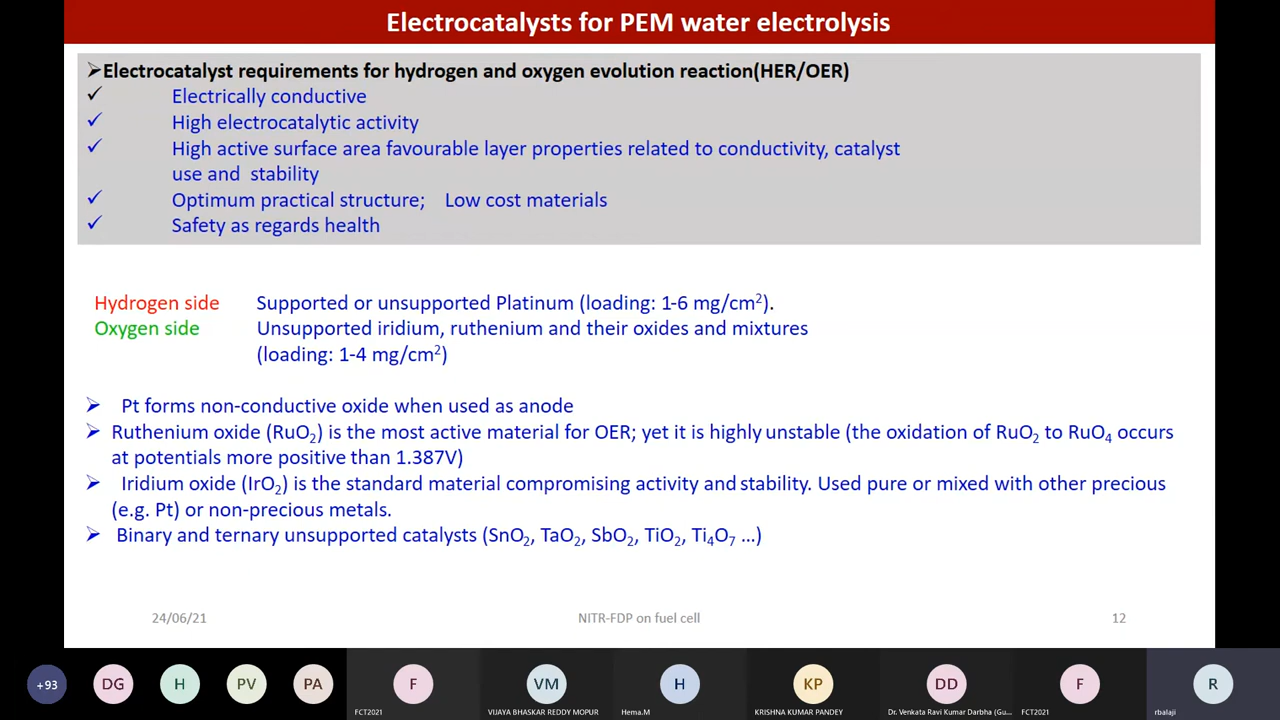 Electrocatalysts for PEM water electrolysis
➢Electrocatalyst requirements for hydrogen and oxygen evolution reaction(HER/OER)
✓ Electrically conductive
✓ High electrocatalytic activity
✓ High active surface area favourable layer properties related to conductivity, catalyst
use and stability
✓ Optimum practical structure; Low cost materials
✓ Safety as regards health
Hydrogen side Supported or unsupported Platinum (loading: 1-6 mg/cm²).
Oxygen side Unsupported iridium, ruthenium and their oxides and mixtures
(loading: 1-4 mg/cm²)
➢ Pt forms non-conductive oxide when used as anode
➢ Ruthenium oxide (RuO₂) is the most active material for OER; yet it is highly unstable (the oxidation of RuO₂ to RuO₄ occurs
at potentials more positive than 1.387V)
➢ Iridium oxide (IrO₂) is the standard material compromising activity and stability. Used pure or mixed with other precious
(e.g. Pt) or non-precious metals.
➢ Binary and ternary unsupported catalysts (SnO₂, TaO₂, SbO₂, TiO₂, Ti₄O₇ ...)
24/06/21 NITR-FDP on fuel cell 12
+93 DG H PV PA F VM H KP DD F R
FCT2021 VIJAYA BHASKAR REDDY MOPUR Hema.M KRISHNA KUMAR PANDEY Dr. Venkata Ravi Kumar Darbha (Gu... FCT2021 rbalaji